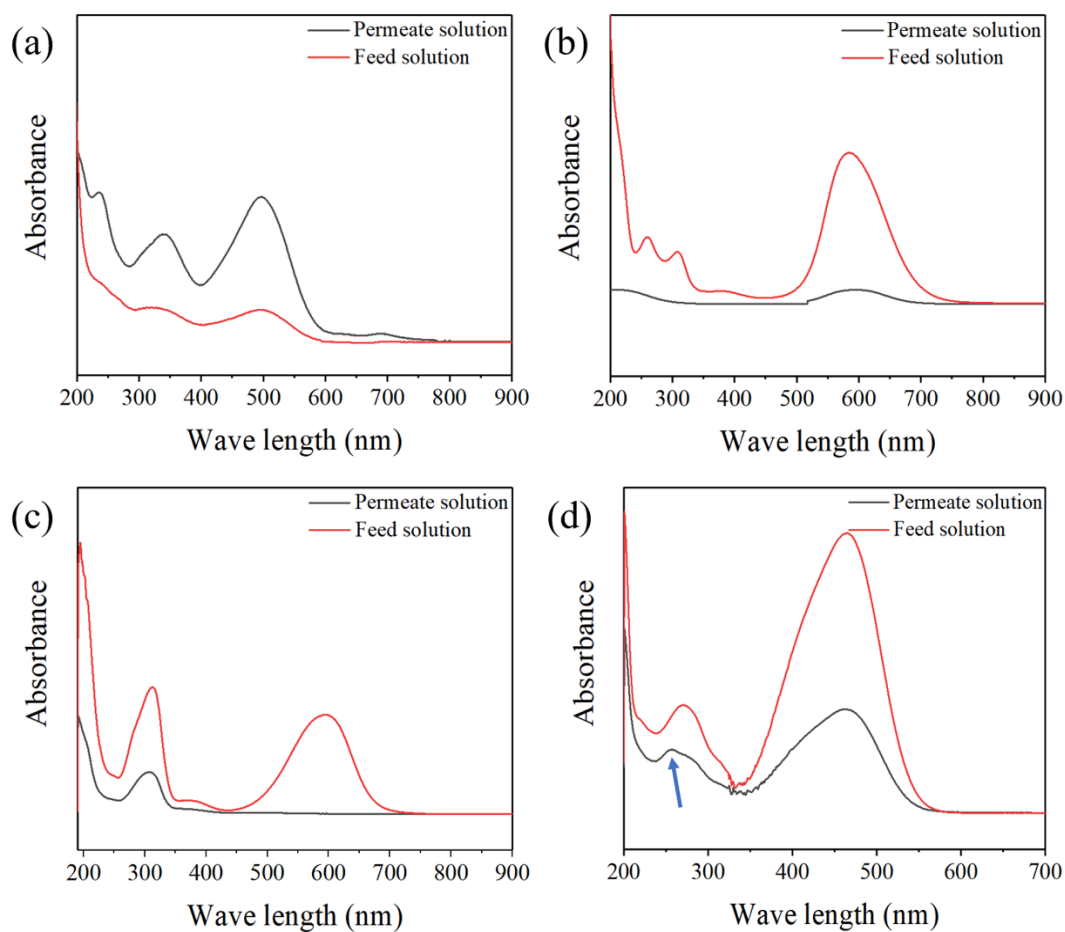 (a)
Permeate solution
Feed solution
Absorbance
200 300 400 500 600 700 800 900
Wave length (nm)
(b)
Permeate solution
Feed solution
Absorbance
200 300 400 500 600 700 800 900
Wave length (nm)
(c)
Permeate solution
Feed solution
Absorbance
200 300 400 500 600 700 800 900
Wave length (nm)
(d)
Permeate solution
Feed solution
Absorbance
200 300 400 500 600 700
Wave length (nm)